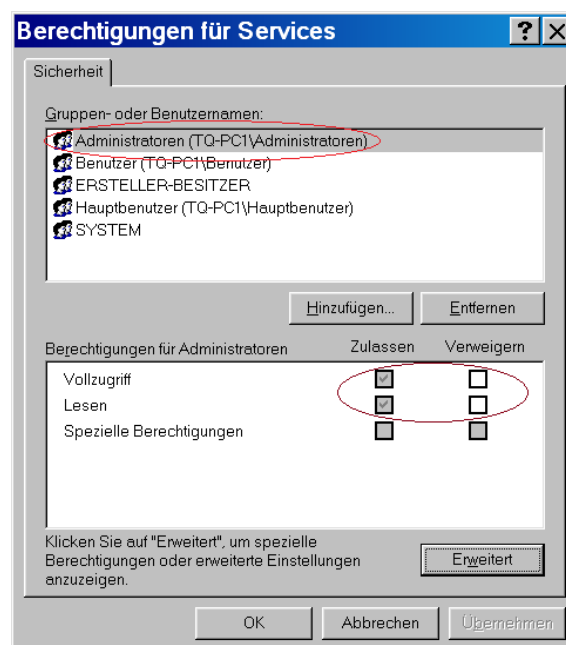 Berechtigungen für Services
Sicherheit
Gruppen- oder Benutzernamen:
Administratoren (TQ-PC1\Administratoren)
Benutzer (TQ-PC1\Benutzer)
ERSTELLER-BESITZER
Hauptbenutzer (TQ-PC1\Hauptbenutzer)
SYSTEM
Hinzufügen... Entfernen
Berechtigungen für Administratoren Zulassen Verweigern
Vollzugriff
Lesen
Spezielle Berechtigungen
Klicken Sie auf "Erweitert", um spezielle
Berechtigungen oder erweiterte Einstellungen
anzuzeigen.
Erweitert
OK Abbrechen Übernehmen